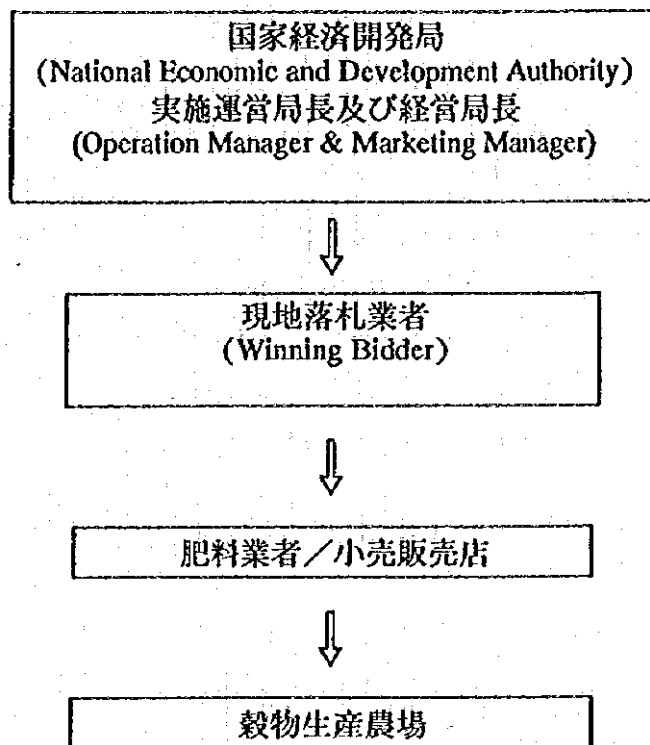 国家経済開発局
(National Economic and Development Authority)
実施運営局長及び経営局長
(Operation Manager & Marketing Manager)
現地落札業者
(Winning Bidder)
肥料業者／小売販売店
穀物生産農場